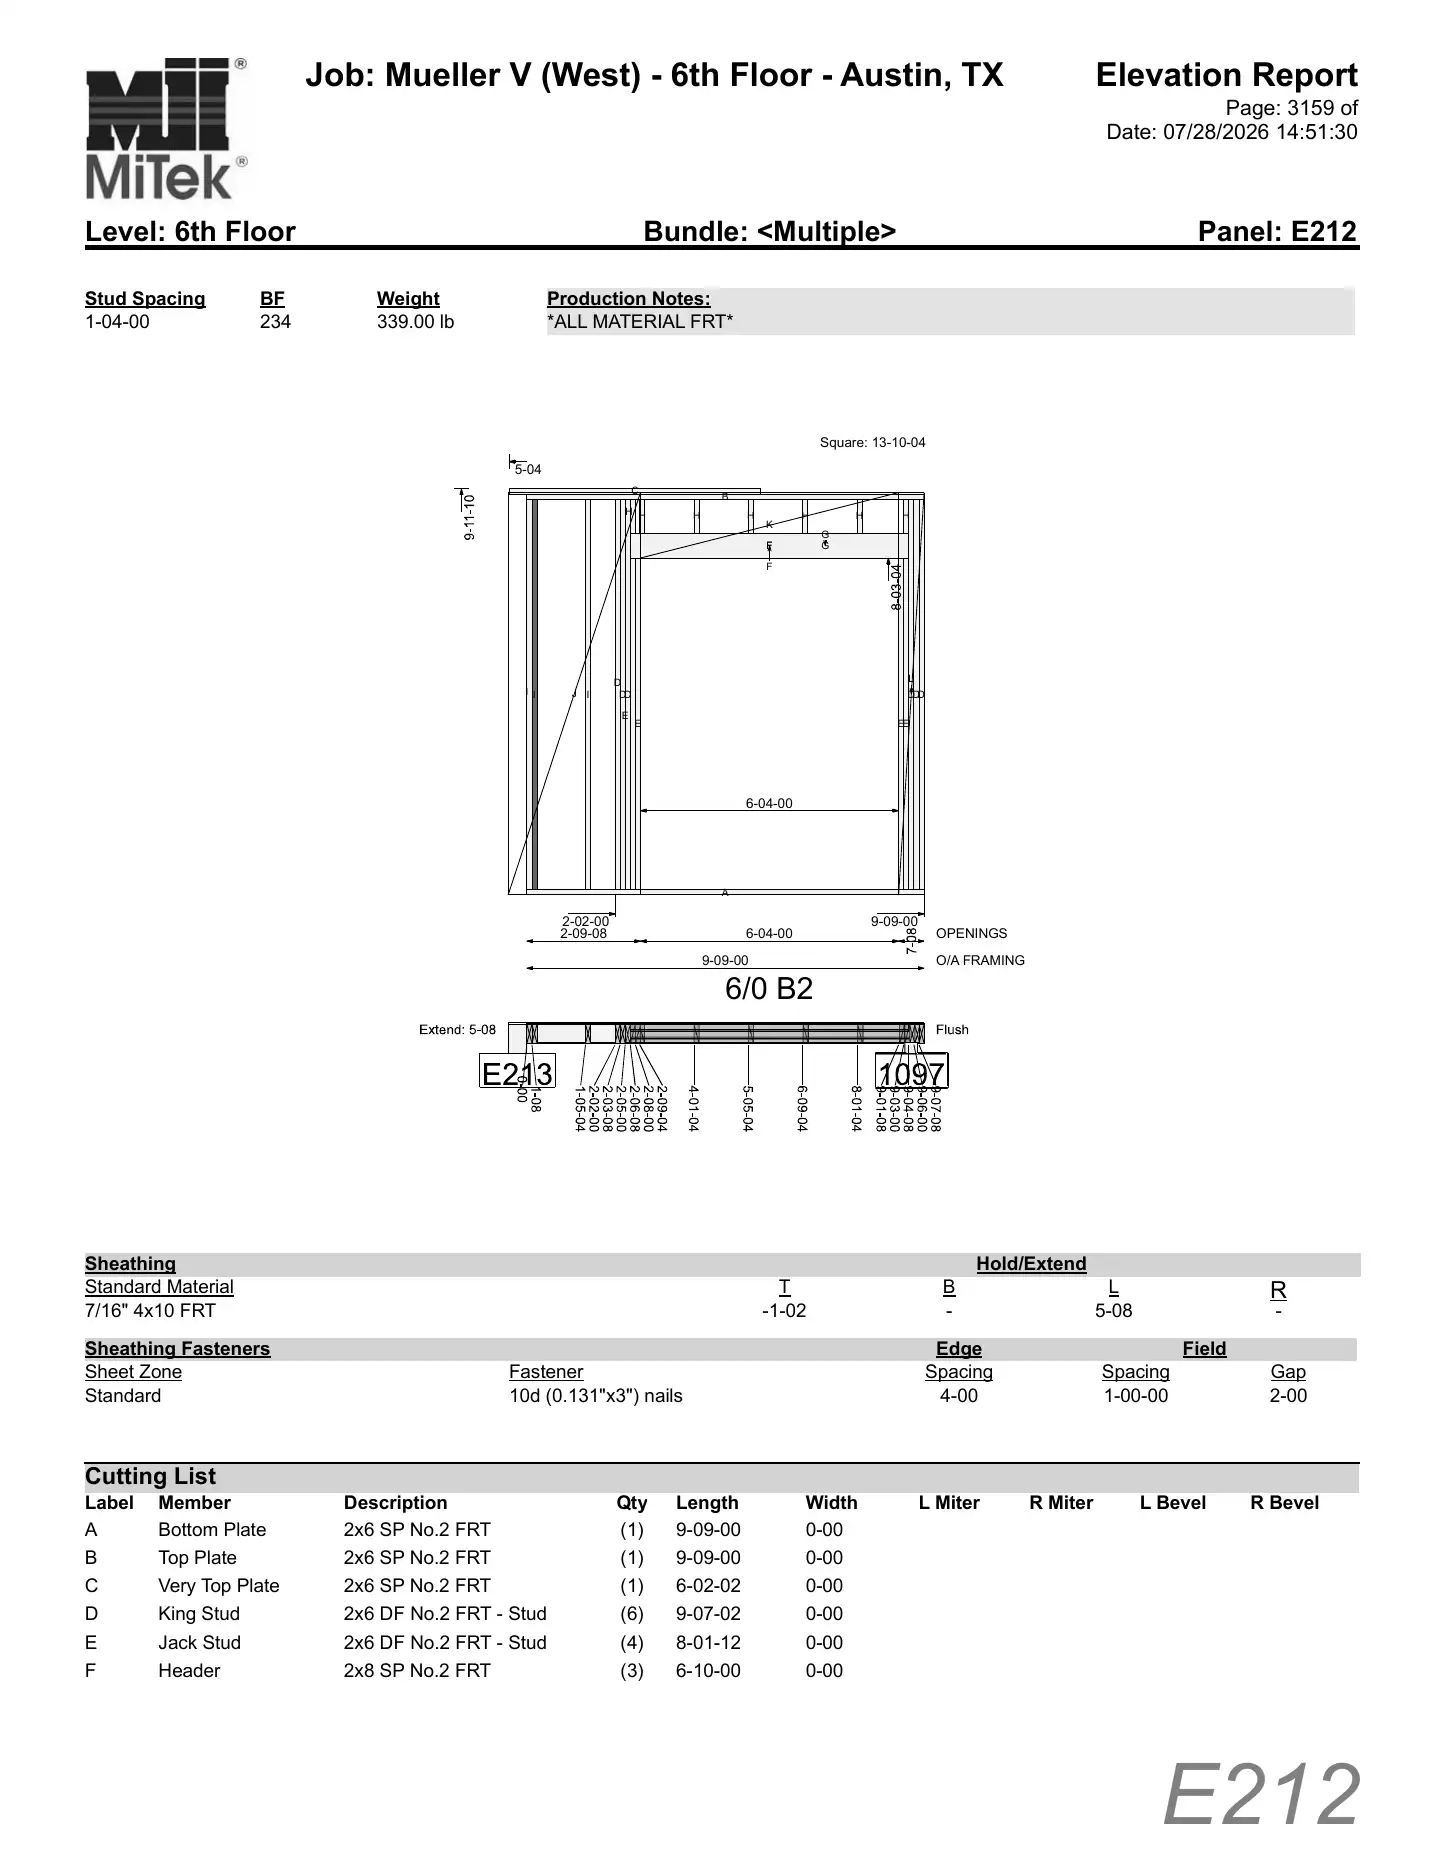 Job: Mueller V (West) - 6th Floor - Austin, TX
Elevation Report
Page: 3159 of
Date: 07/28/2026 14:51:30
MiTek®
Level: 6th Floor Bundle: <Multiple> Panel: E212
Stud Spacing BF Weight Production Notes:
1-04-00 234 339.00 lb *ALL MATERIAL FRT*
Square: 13-10-04
5-04
9-11-10
C
B
H
H
H
H
H
K
G
G
F
8-03-04
D
L
J
I
D
E
E
6-04-00
A
2-02-00 9-09-00
2-09-08 6-04-00 7-08 OPENINGS
9-09-00 O/A FRAMING
6/0 B2
Extend: 5-08 Flush
E213 1097
0-00
1-08
1-05-04
2-02-00
2-03-08
2-05-00
2-06-08
2-08-00
2-09-04
4-01-04
5-05-04
6-09-04
8-01-04
9-01-08
9-03-00
9-04-08
9-06-00
9-07-08
Sheathing Hold/Extend
Standard Material T B L R
7/16" 4x10 FRT -1-02 - 5-08 -
Sheathing Fasteners Edge Field
Sheet Zone Fastener Spacing Spacing Gap
Standard 10d (0.131"x3") nails 4-00 1-00-00 2-00
Cutting List
Label Member Description Qty Length Width L Miter R Miter L Bevel R Bevel
A Bottom Plate 2x6 SP No.2 FRT (1) 9-09-00 0-00
B Top Plate 2x6 SP No.2 FRT (1) 9-09-00 0-00
C Very Top Plate 2x6 SP No.2 FRT (1) 6-02-02 0-00
D King Stud 2x6 DF No.2 FRT - Stud (6) 9-07-02 0-00
E Jack Stud 2x6 DF No.2 FRT - Stud (4) 8-01-12 0-00
F Header 2x8 SP No.2 FRT (3) 6-10-00 0-00
E212